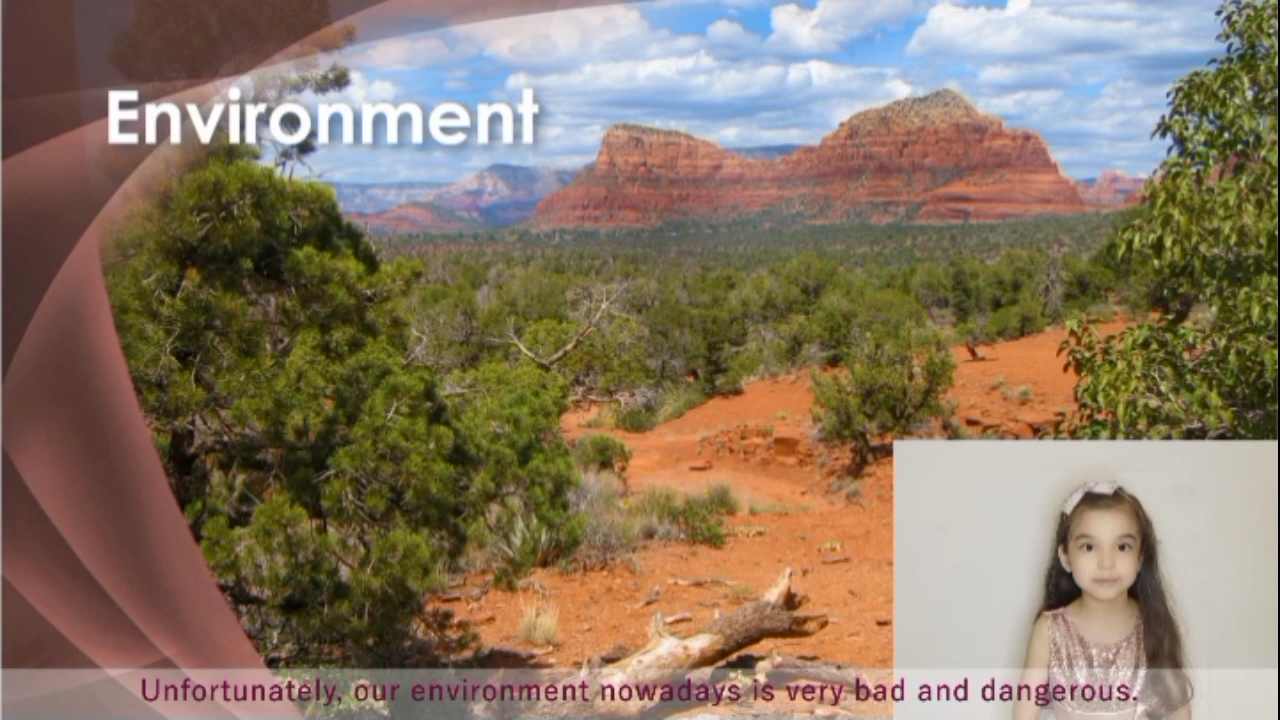 Environment
Unfortunately, our environment nowadays is very bad and dangerous.